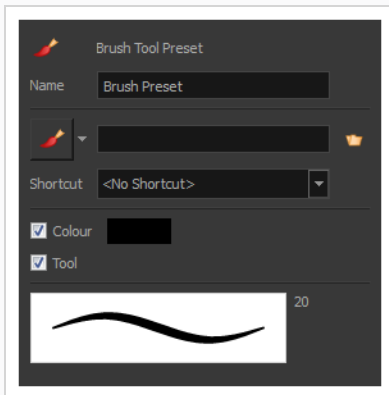 Brush Tool Preset
Name Brush Preset
Shortcut <No Shortcut>
Colour
Tool
20